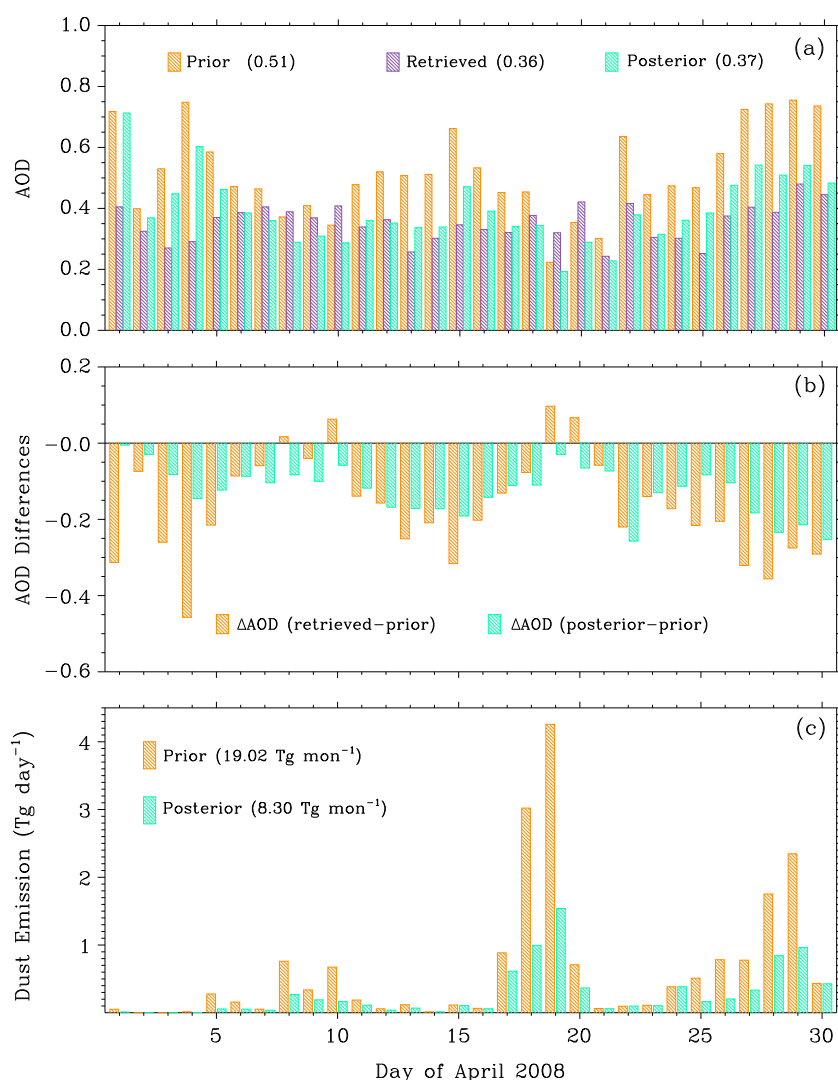 (a)
Prior (0.51) Retrieved (0.36) Posterior (0.37)
AOD
1.0
0.8
0.6
0.4
0.2
0.0
(b)
AOD Differences
0.2
−0.0
−0.2
−0.4
−0.6
ΔAOD (retrieved−prior) ΔAOD (posterior−prior)
(c)
Dust Emission (Tg day⁻¹)
4
3
2
1
Prior (19.02 Tg mon⁻¹)
Posterior (8.30 Tg mon⁻¹)
5 10 15 20 25 30
Day of April 2008